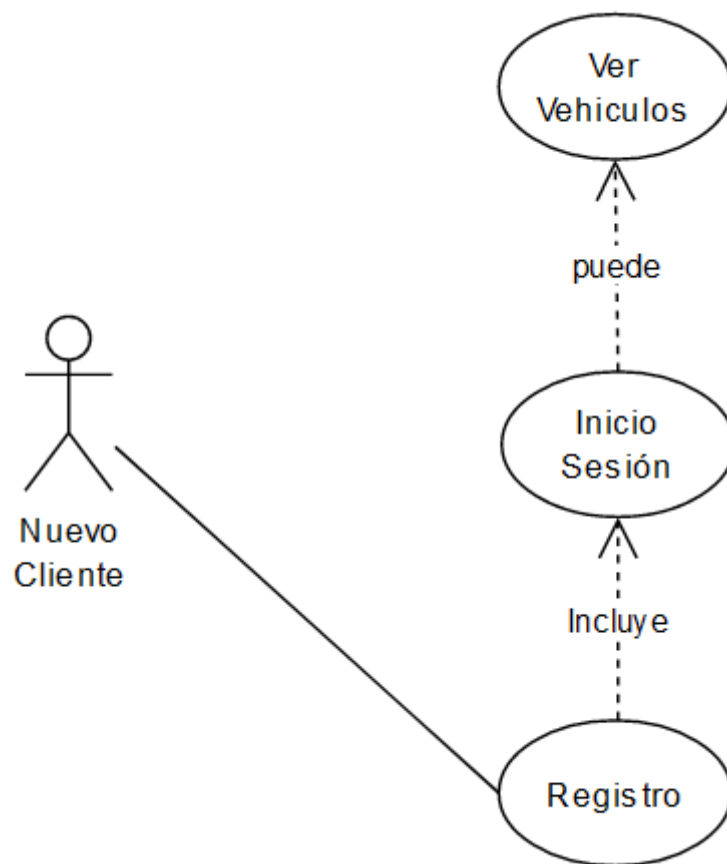 Ver
Vehiculos
puede
Inicio
Sesión
Nuevo
Cliente
Incluye
Registro